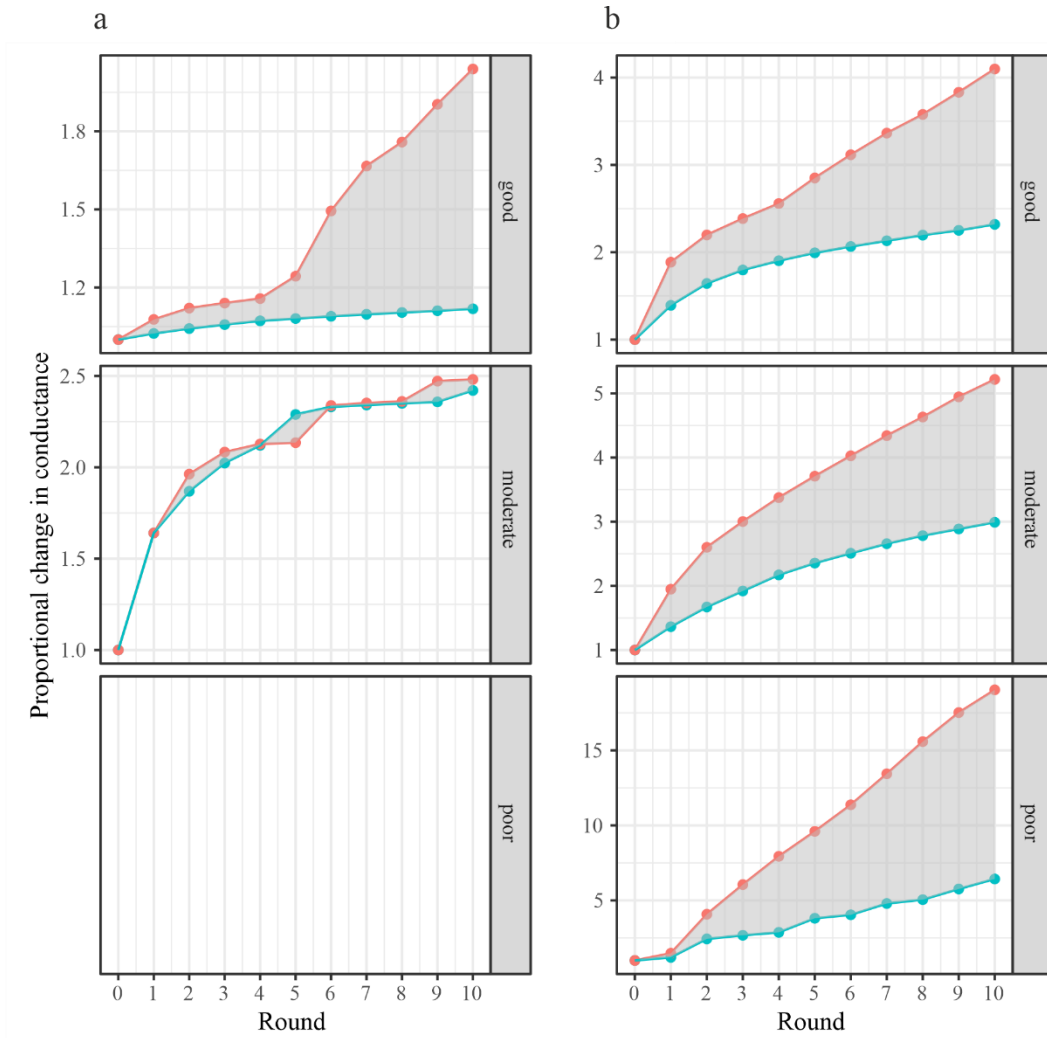 a
b
1.8
1.5
1.2
good
4
3
2
1
good
Proportional change in conductance
2.5
2.0
1.5
1.0
moderate
5
4
3
2
1
moderate
poor
15
10
5
poor
0 1 2 3 4 5 6 7 8 9 10
0 1 2 3 4 5 6 7 8 9 10
Round
Round